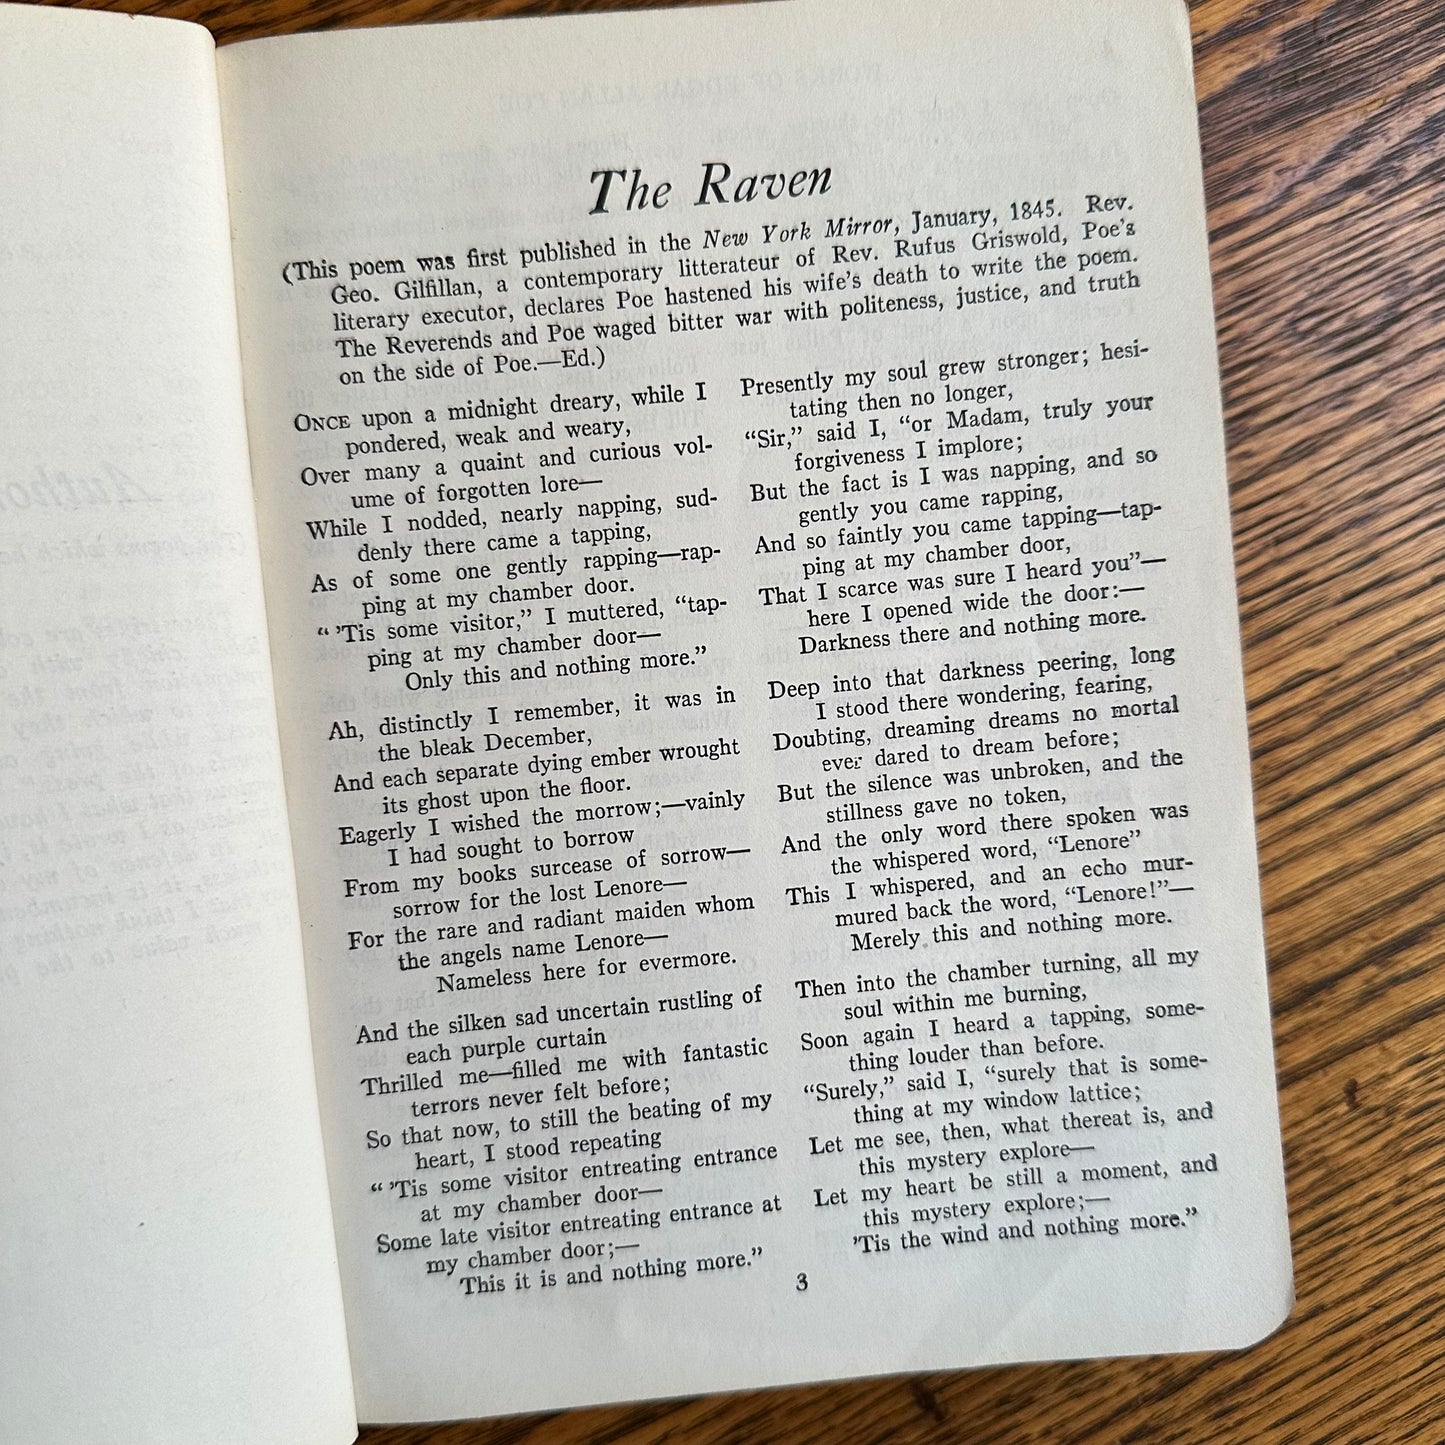 The Raven
(This poem was first published in the New York Mirror, January, 1845. Rev.
Geo. Gilfillan, a contemporary litterateur of Rev. Rufus Griswold, Poe's
literary executor, declares Poe hastened his wife's death to write the poem.
The Reverends and Poe waged bitter war with politeness, justice, and truth
on the side of Poe.—Ed.)
ONCE upon a midnight dreary, while I
pondered, weak and weary,
Over many a quaint and curious vol-
ume of forgotten lore—
While I nodded, nearly napping, sud-
denly there came a tapping,
As of some one gently rapping—rap-
ping at my chamber door.
" 'Tis some visitor," I muttered, "tap-
ping at my chamber door—
Only this and nothing more."
Ah, distinctly I remember, it was in
the bleak December,
And each separate dying ember wrought
its ghost upon the floor.
Eagerly I wished the morrow;—vainly
I had sought to borrow
From my books surcease of sorrow—
sorrow for the lost Lenore—
For the rare and radiant maiden whom
the angels name Lenore—
Nameless here for evermore.
And the silken sad uncertain rustling of
each purple curtain
Thrilled me—filled me with fantastic
terrors never felt before;
So that now, to still the beating of my
heart, I stood repeating
" 'Tis some visitor entreating entrance
at my chamber door—
Some late visitor entreating entrance at
my chamber door;—
This it is and nothing more."
Presently my soul grew stronger; hesi-
tating then no longer,
"Sir," said I, "or Madam, truly your
forgiveness I implore;
But the fact is I was napping, and so
gently you came rapping,
And so faintly you came tapping—tap-
ping at my chamber door,
That I scarce was sure I heard you"—
here I opened wide the door:—
Darkness there and nothing more.
Deep into that darkness peering, long
I stood there wondering, fearing,
Doubting, dreaming dreams no mortal
ever dared to dream before;
But the silence was unbroken, and the
stillness gave no token,
And the only word there spoken was
the whispered word, "Lenore"
This I whispered, and an echo mur-
mured back the word, "Lenore!"—
Merely this and nothing more.
Then into the chamber turning, all my
soul within me burning,
Soon again I heard a tapping, some-
thing louder than before.
"Surely," said I, "surely that is some-
thing at my window lattice;
Let me see, then, what thereat is, and
this mystery explore—
Let my heart be still a moment, and
this mystery explore;—
'Tis the wind and nothing more."
3